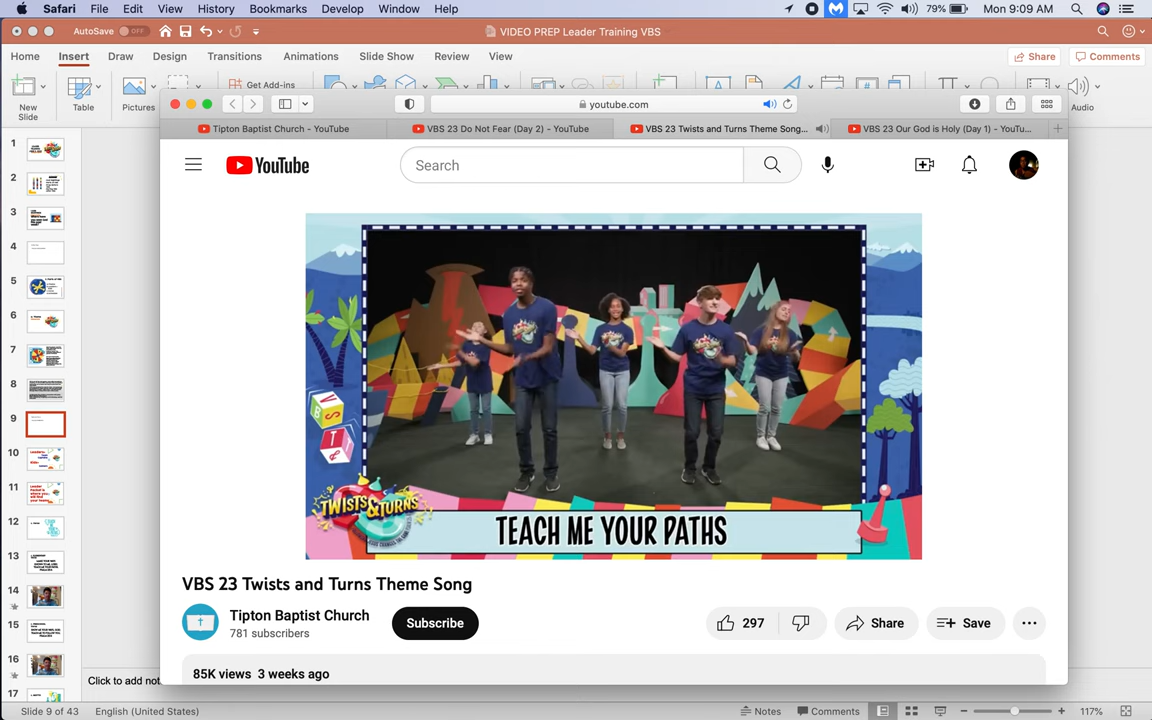 Safari File Edit View History Bookmarks Develop Window Help 79% Mon 9:09 AM
AutoSave OFF VIDEO PREP Leader Training VBS
Home Insert Draw Design Transitions Animations Slide Show Review View Share Comments
New Slide Table Pictures Get Add-ins Audio
youtube.com
Tipton Baptist Church - YouTube VBS 23 Do Not Fear (Day 2) - YouTube VBS 23 Twists and Turns Theme Song... VBS 23 Our God is Holy (Day 1) - YouTu...
YouTube Search
VBS
TWISTS & TURNS
TEACH ME YOUR PATHS
VBS 23 Twists and Turns Theme Song
Tipton Baptist Church
781 subscribers
Subscribe
297 Share Save
85K views 3 weeks ago
1
2
3
4
5
6
7
8
9
10
11
12
13
14
15
16
17
Click to add not
Slide 9 of 43 English (United States) Notes Comments 117%